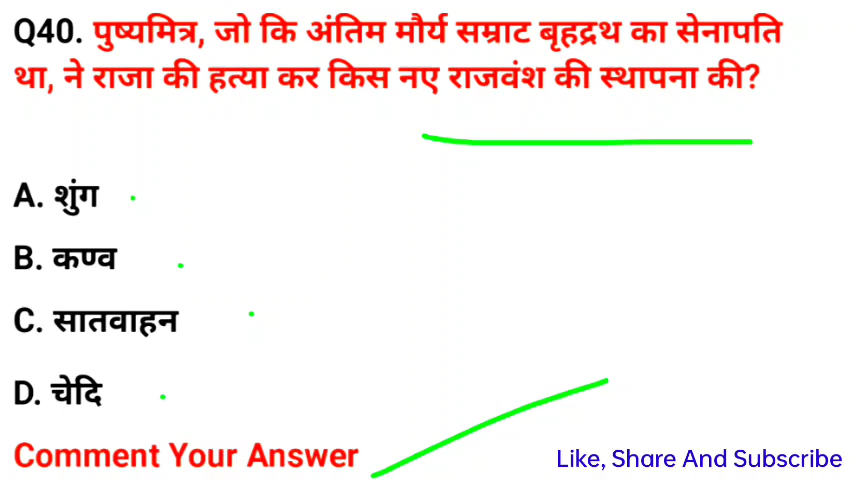 Q40. पुष्यमित्र, जो कि अंतिम मौर्य सम्राट बृहद्रथ का सेनापति
था, ने राजा की हत्या कर किस नए राजवंश की स्थापना की?
A. शुंग
B. कण्व
C. सातवाहन
D. चेदि
Comment Your Answer
Like, Share And Subscribe